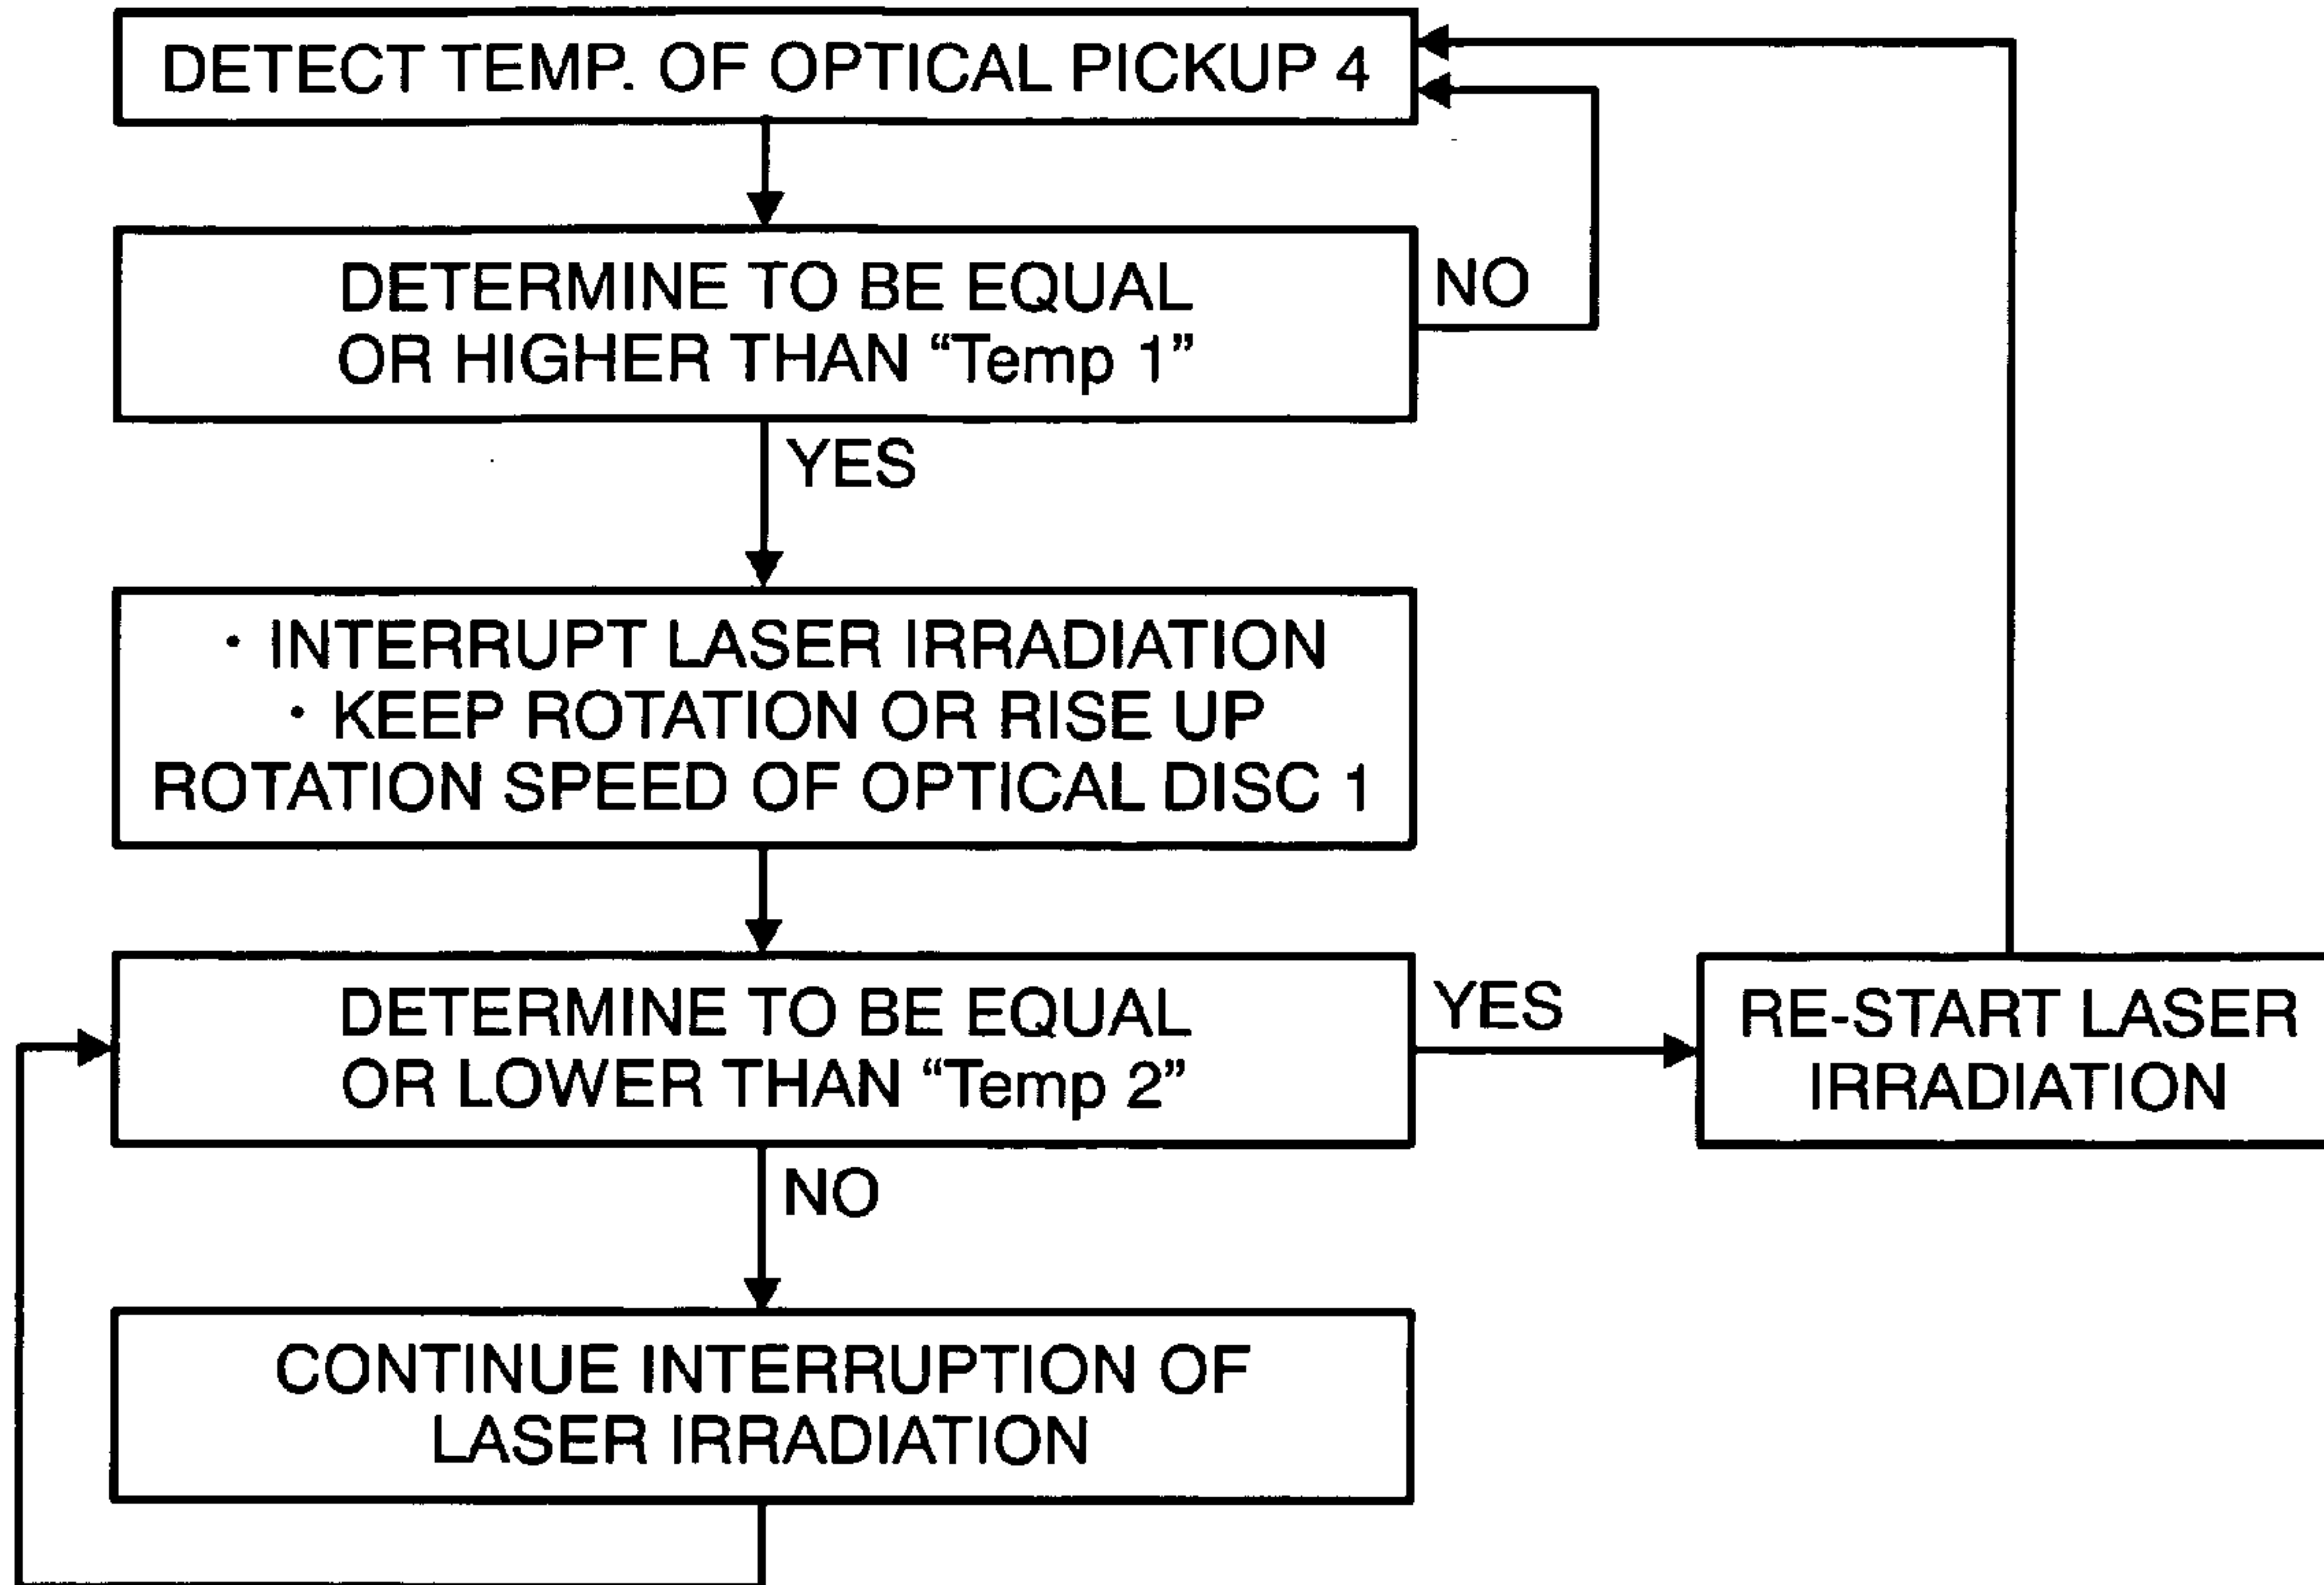 DETECT TEMP. OF OPTICAL PICKUP 4
DETERMINE TO BE EQUAL
OR HIGHER THAN “Temp 1”
NO
YES
· INTERRUPT LASER IRRADIATION
· KEEP ROTATION OR RISE UP
ROTATION SPEED OF OPTICAL DISC 1
DETERMINE TO BE EQUAL
OR LOWER THAN “Temp 2”
YES
RE-START LASER
IRRADIATION
NO
CONTINUE INTERRUPTION OF
LASER IRRADIATION